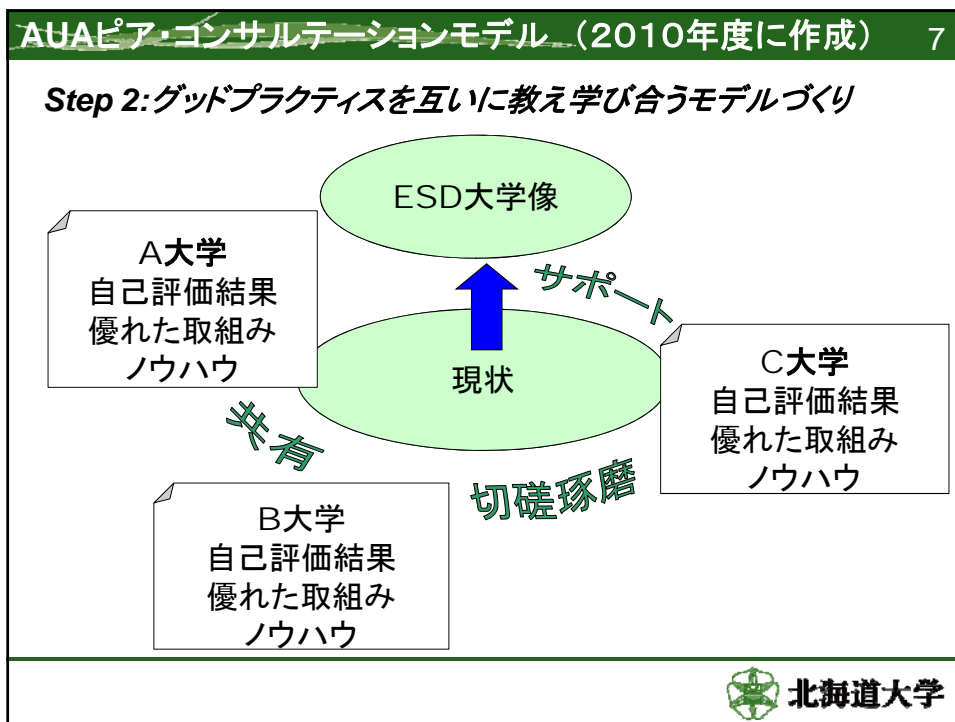 AUAピア・コンサルテーションモデル (2010年度に作成) 7
Step 2:グッドプラクティスを互いに教え学び合うモデルづくり
ESD大学像
A大学
自己評価結果
優れた取組み
ノウハウ
サポート
現状
C大学
自己評価結果
優れた取組み
ノウハウ
共有
切磋琢磨
B大学
自己評価結果
優れた取組み
ノウハウ
北海道大学